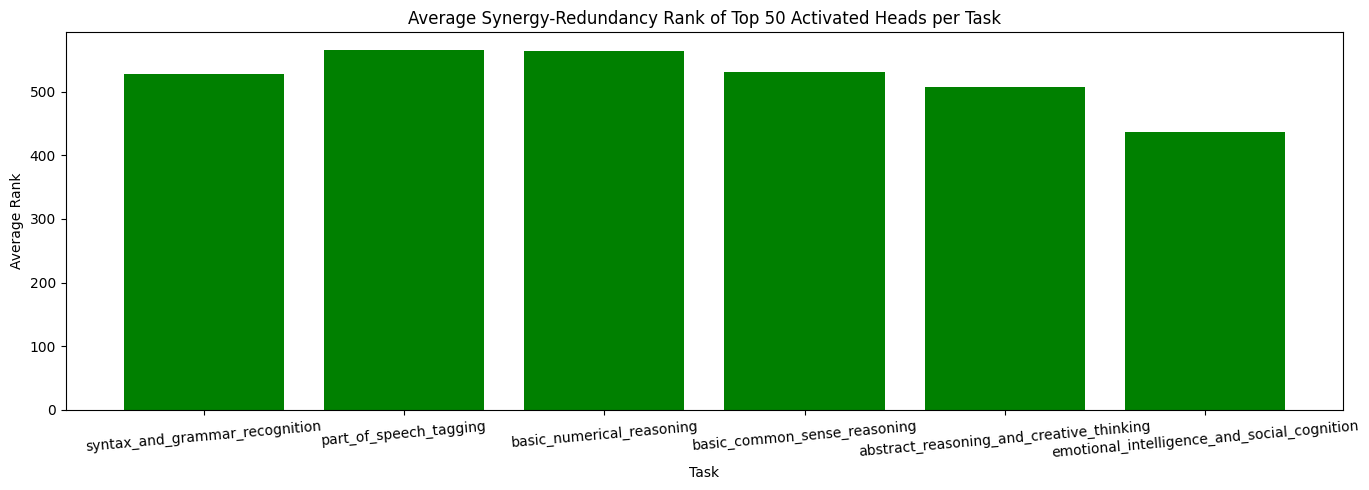 Average Synergy-Redundancy Rank of Top 50 Activated Heads per Task
Average Rank
500
400
300
200
100
0
syntax_and_grammar_recognition
part_of_speech_tagging
basic_numerical_reasoning
basic_common_sense_reasoning
abstract_reasoning_and_creative_thinking
emotional_intelligence_and_social_cognition
Task